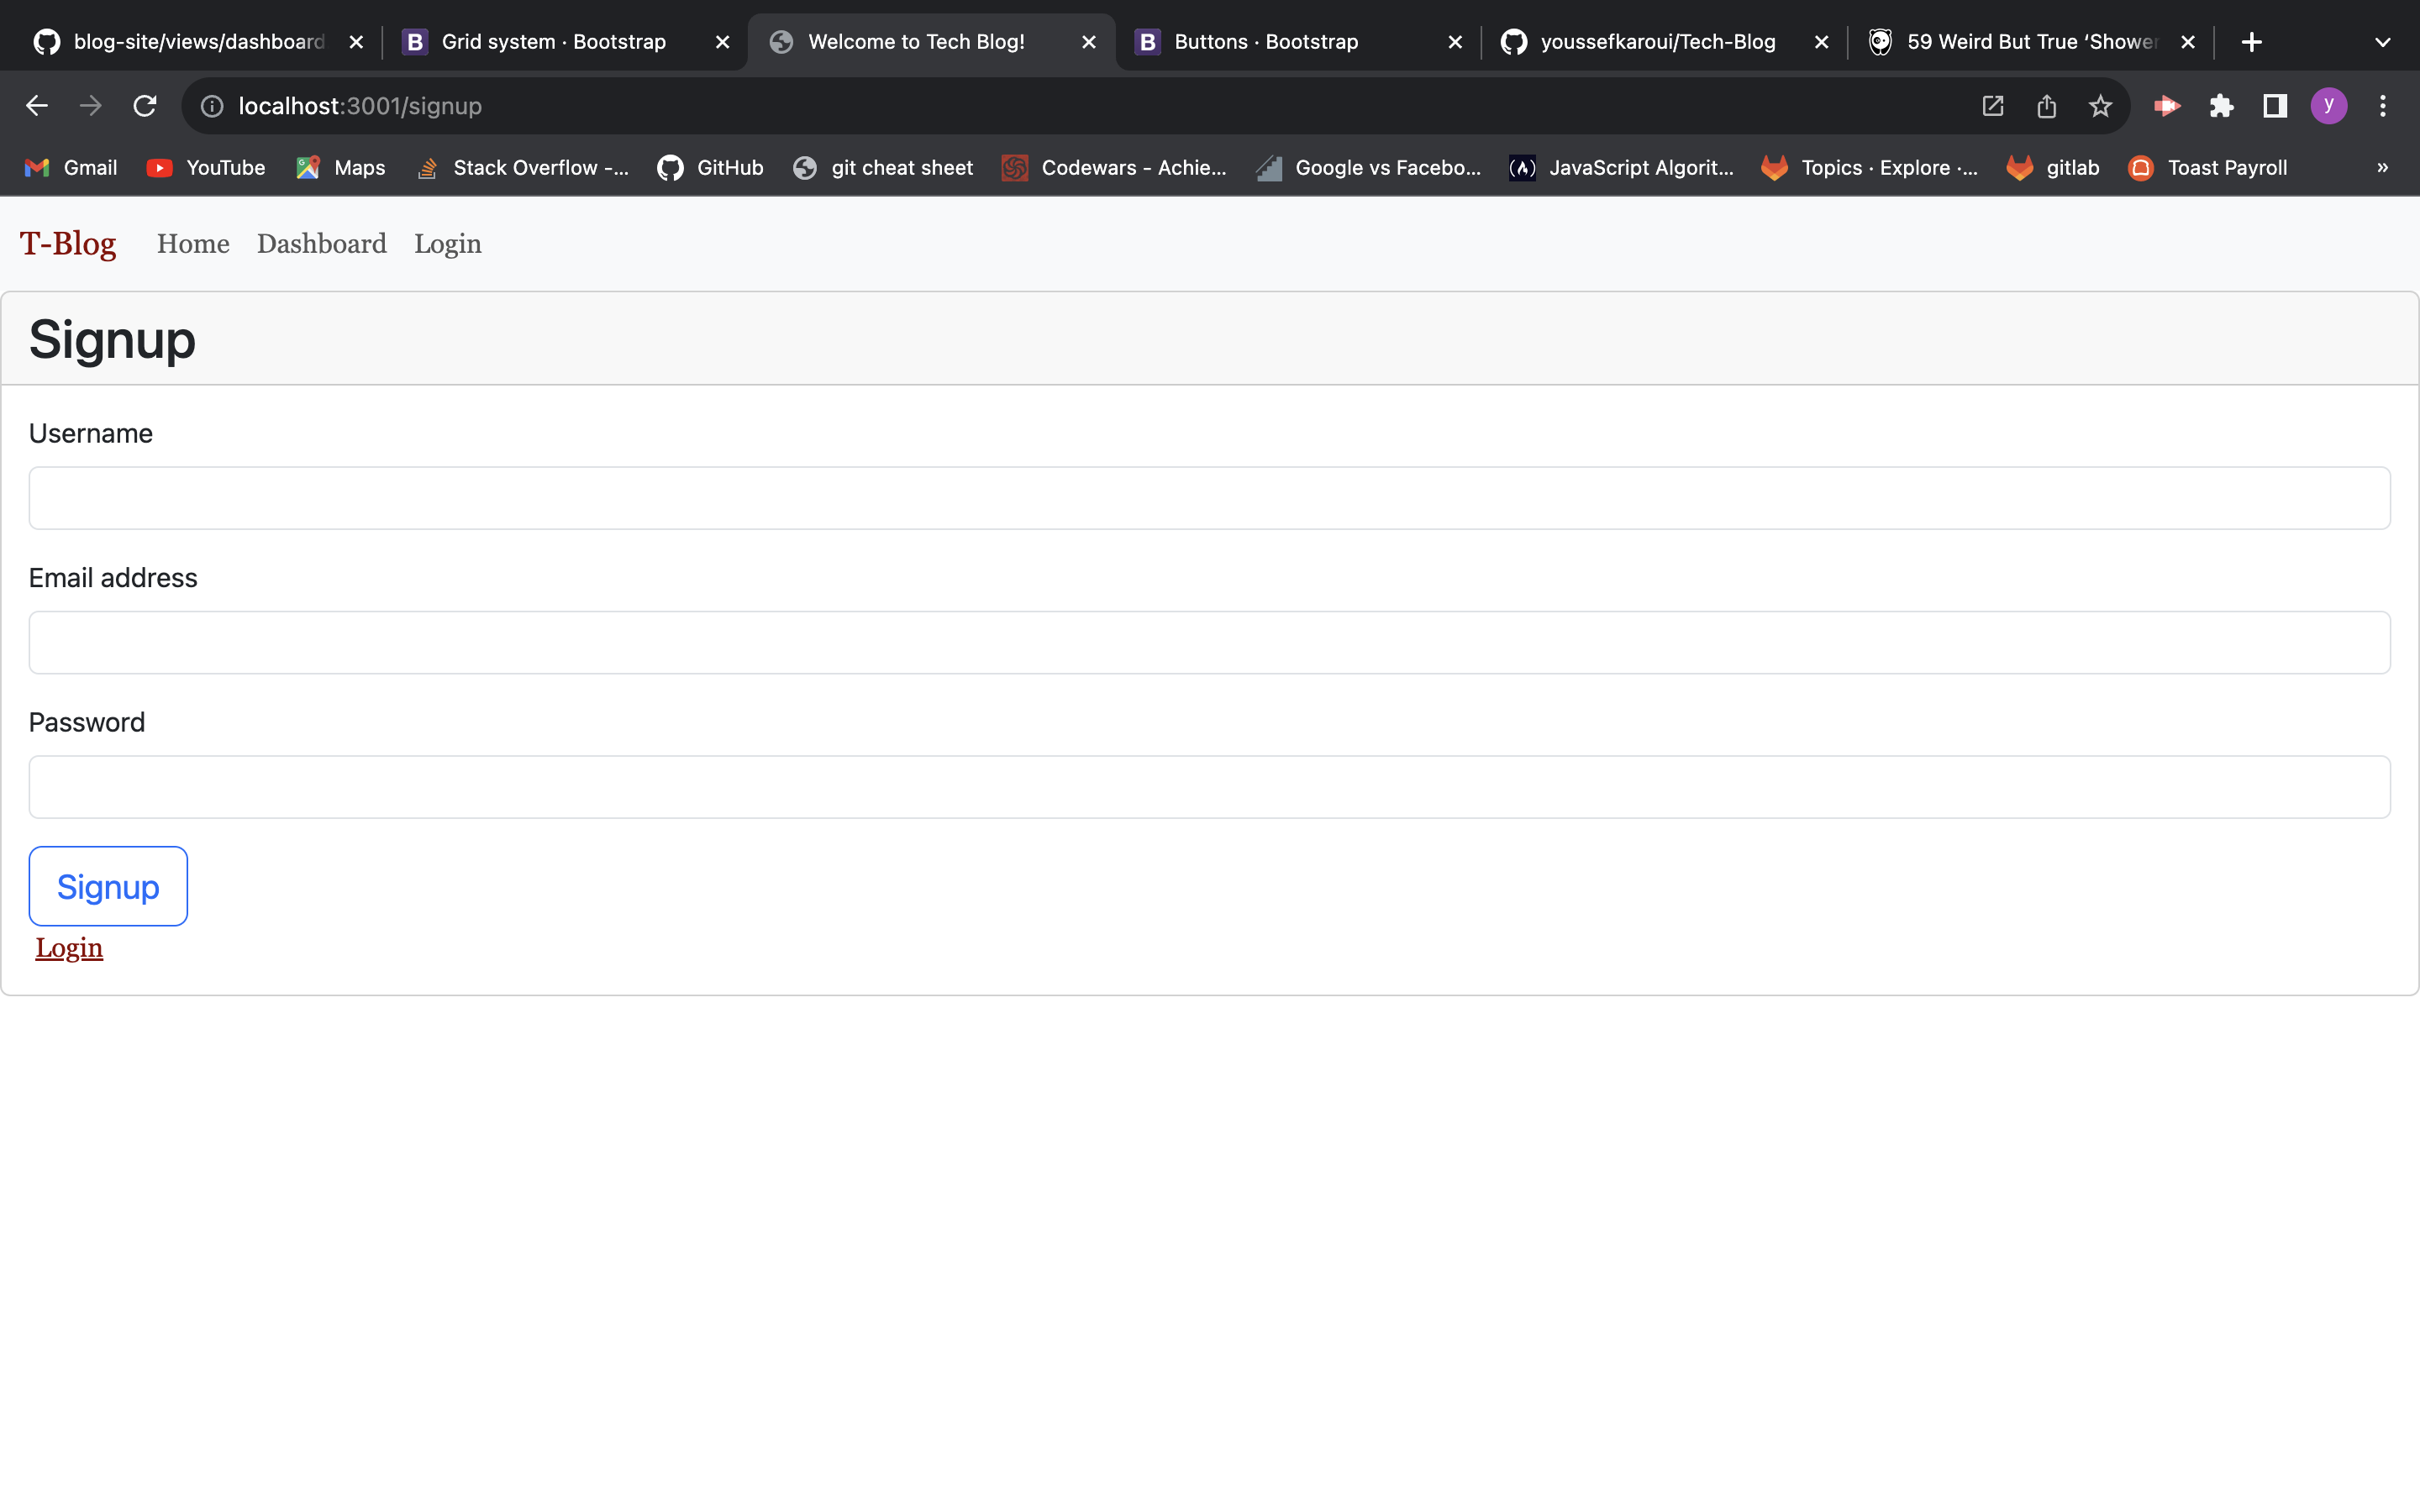 blog-site/views/dashboard
B Grid system · Bootstrap
Welcome to Tech Blog!
B Buttons · Bootstrap
youssefkaroui/Tech-Blog
59 Weird But True ‘Shower
localhost:3001/signup
y
Gmail YouTube Maps Stack Overflow -... GitHub git cheat sheet Codewars - Achie... Google vs Facebo... JavaScript Algorit... Topics · Explore ·... gitlab Toast Payroll »
T-Blog Home Dashboard Login
Signup
Username
Email address
Password
Signup
Login